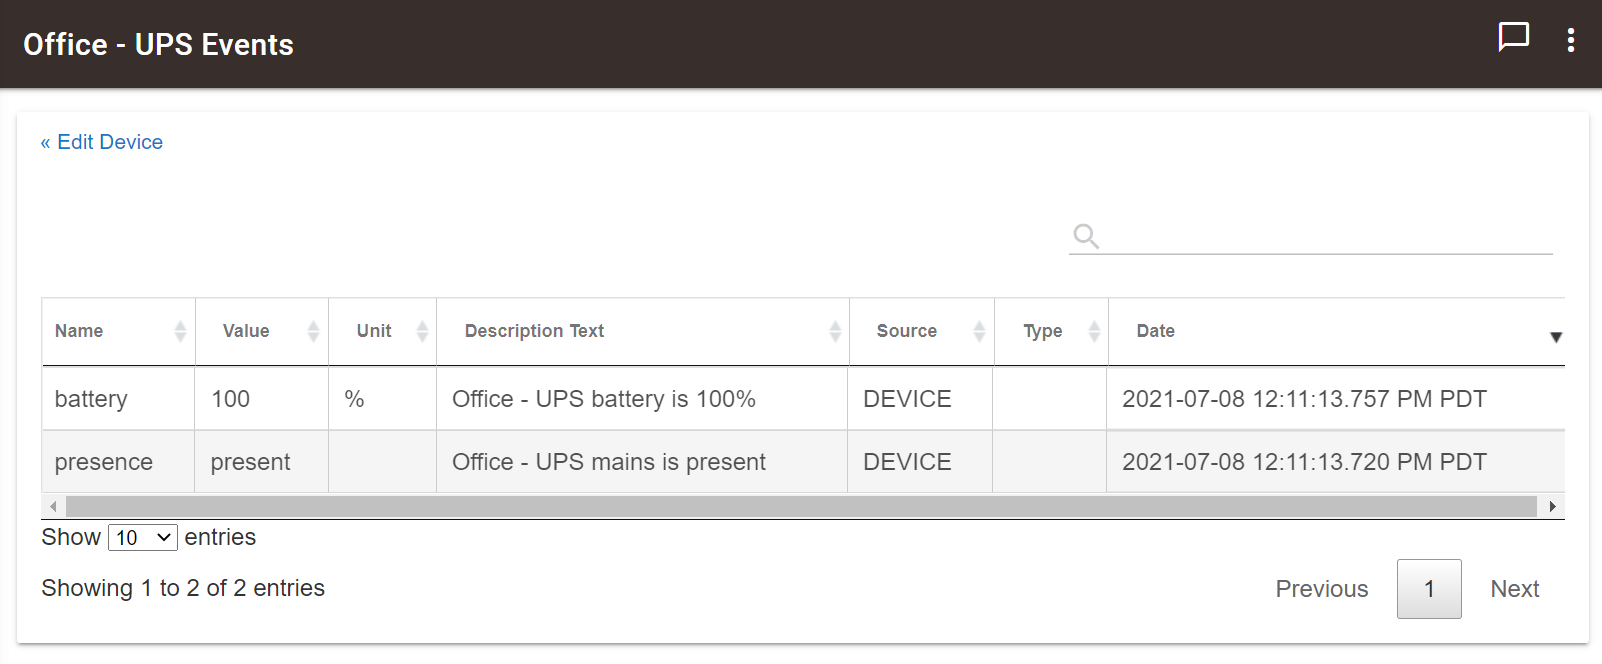 Office - UPS Events
« Edit Device
Name Value Unit Description Text Source Type Date
battery 100 % Office - UPS battery is 100% DEVICE 2021-07-08 12:11:13.757 PM PDT
presence present Office - UPS mains is present DEVICE 2021-07-08 12:11:13.720 PM PDT
Show 10 entries
Showing 1 to 2 of 2 entries
Previous 1 Next